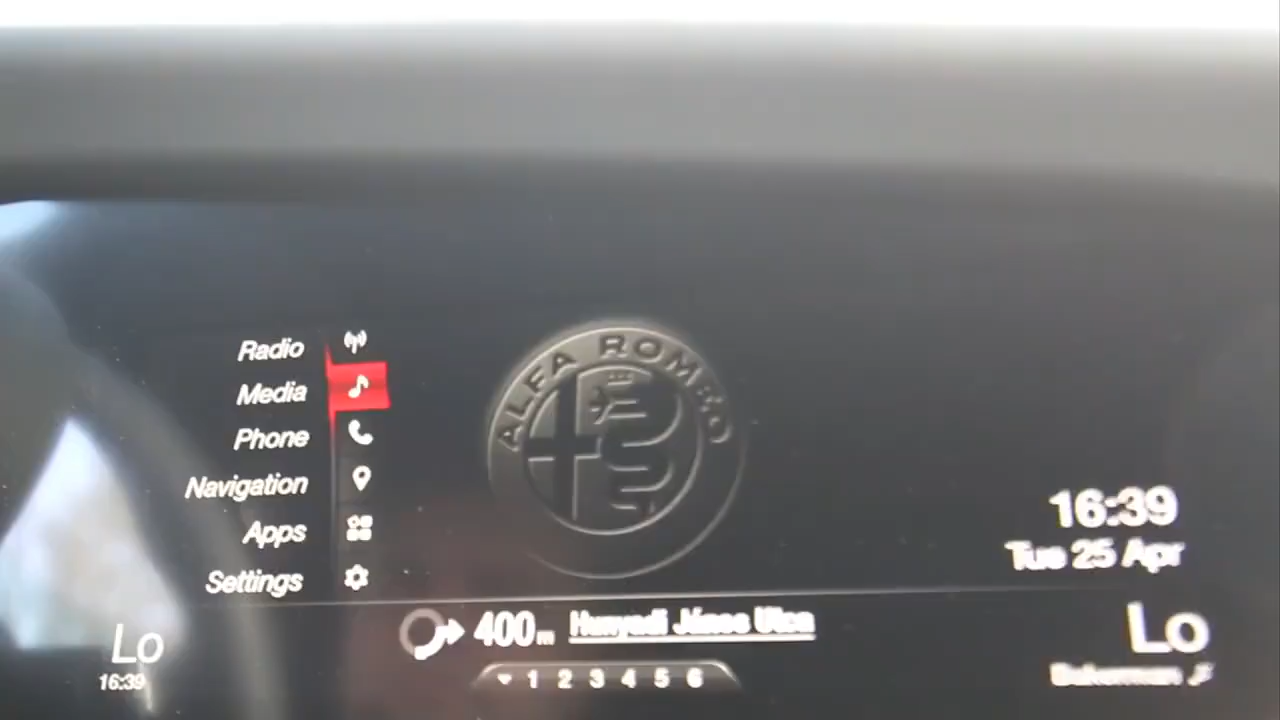 Radio
Media
Phone
Navigation
Apps
Settings
ALFA ROMEO
16:39
Tue 25 Apr
Lo
16:39
400m Hunyadi János Utca
1 2 3 4 5 6
Lo